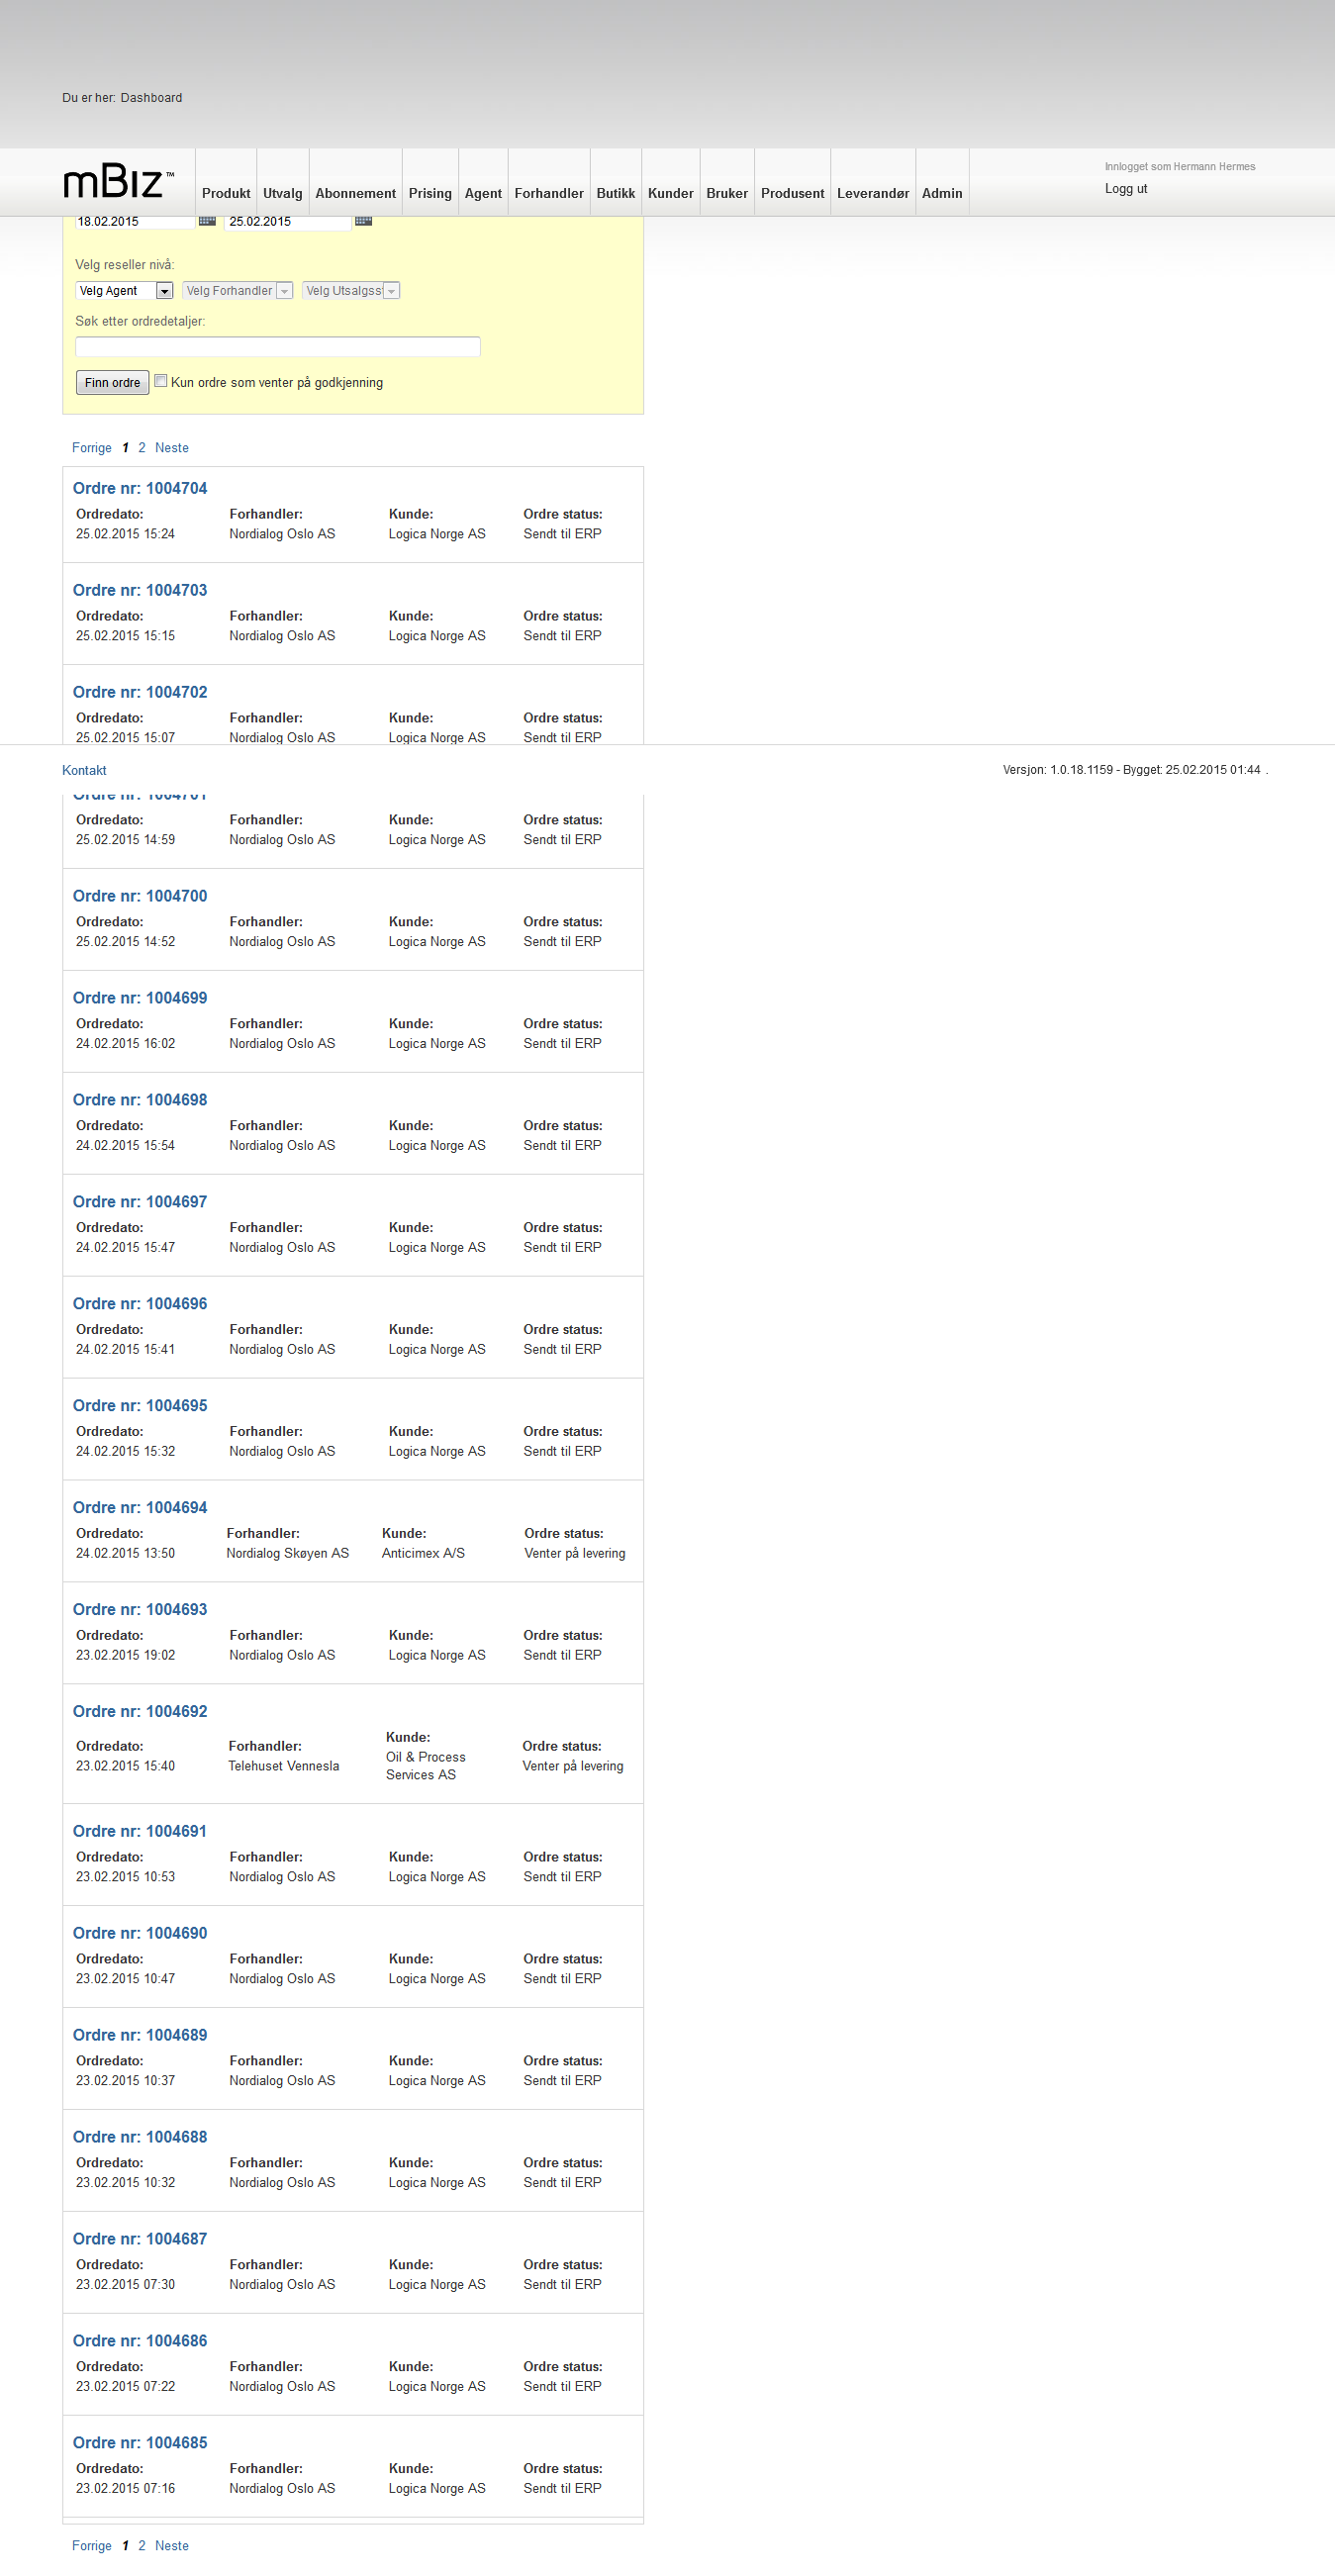 Du er her: Dashboard
mBiz™ Produkt Utvalg Abonnement Prising Agent Forhandler Butikk Kunder Bruker Produsent Leverandør Admin
Innlogget som Hermann Hermes
Logg ut
18.02.2015 25.02.2015
Velg reseller nivå:
Velg Agent Velg Forhandler Velg Utsalgss
Søk etter ordredetaljer:
Finn ordre Kun ordre som venter på godkjenning
Forrige 1 2 Neste
Ordre nr: 1004704
Ordredato: Forhandler: Kunde: Ordre status:
25.02.2015 15:24 Nordialog Oslo AS Logica Norge AS Sendt til ERP
Ordre nr: 1004703
Ordredato: Forhandler: Kunde: Ordre status:
25.02.2015 15:15 Nordialog Oslo AS Logica Norge AS Sendt til ERP
Ordre nr: 1004702
Ordredato: Forhandler: Kunde: Ordre status:
25.02.2015 15:07 Nordialog Oslo AS Logica Norge AS Sendt til ERP
Kontakt Versjon: 1.0.18.1159 - Bygget: 25.02.2015 01:44 .
Ordre nr: 1004701
Ordredato: Forhandler: Kunde: Ordre status:
25.02.2015 14:59 Nordialog Oslo AS Logica Norge AS Sendt til ERP
Ordre nr: 1004700
Ordredato: Forhandler: Kunde: Ordre status:
25.02.2015 14:52 Nordialog Oslo AS Logica Norge AS Sendt til ERP
Ordre nr: 1004699
Ordredato: Forhandler: Kunde: Ordre status:
24.02.2015 16:02 Nordialog Oslo AS Logica Norge AS Sendt til ERP
Ordre nr: 1004698
Ordredato: Forhandler: Kunde: Ordre status:
24.02.2015 15:54 Nordialog Oslo AS Logica Norge AS Sendt til ERP
Ordre nr: 1004697
Ordredato: Forhandler: Kunde: Ordre status:
24.02.2015 15:47 Nordialog Oslo AS Logica Norge AS Sendt til ERP
Ordre nr: 1004696
Ordredato: Forhandler: Kunde: Ordre status:
24.02.2015 15:41 Nordialog Oslo AS Logica Norge AS Sendt til ERP
Ordre nr: 1004695
Ordredato: Forhandler: Kunde: Ordre status:
24.02.2015 15:32 Nordialog Oslo AS Logica Norge AS Sendt til ERP
Ordre nr: 1004694
Ordredato: Forhandler: Kunde: Ordre status:
24.02.2015 13:50 Nordialog Skøyen AS Anticimex A/S Venter på levering
Ordre nr: 1004693
Ordredato: Forhandler: Kunde: Ordre status:
23.02.2015 19:02 Nordialog Oslo AS Logica Norge AS Sendt til ERP
Ordre nr: 1004692
Ordredato: Forhandler: Kunde: Ordre status:
23.02.2015 15:40 Telehuset Vennesla Oil & Process Venter på levering
Services AS
Ordre nr: 1004691
Ordredato: Forhandler: Kunde: Ordre status:
23.02.2015 10:53 Nordialog Oslo AS Logica Norge AS Sendt til ERP
Ordre nr: 1004690
Ordredato: Forhandler: Kunde: Ordre status:
23.02.2015 10:47 Nordialog Oslo AS Logica Norge AS Sendt til ERP
Ordre nr: 1004689
Ordredato: Forhandler: Kunde: Ordre status:
23.02.2015 10:37 Nordialog Oslo AS Logica Norge AS Sendt til ERP
Ordre nr: 1004688
Ordredato: Forhandler: Kunde: Ordre status:
23.02.2015 10:32 Nordialog Oslo AS Logica Norge AS Sendt til ERP
Ordre nr: 1004687
Ordredato: Forhandler: Kunde: Ordre status:
23.02.2015 07:30 Nordialog Oslo AS Logica Norge AS Sendt til ERP
Ordre nr: 1004686
Ordredato: Forhandler: Kunde: Ordre status:
23.02.2015 07:22 Nordialog Oslo AS Logica Norge AS Sendt til ERP
Ordre nr: 1004685
Ordredato: Forhandler: Kunde: Ordre status:
23.02.2015 07:16 Nordialog Oslo AS Logica Norge AS Sendt til ERP
Forrige 1 2 Neste